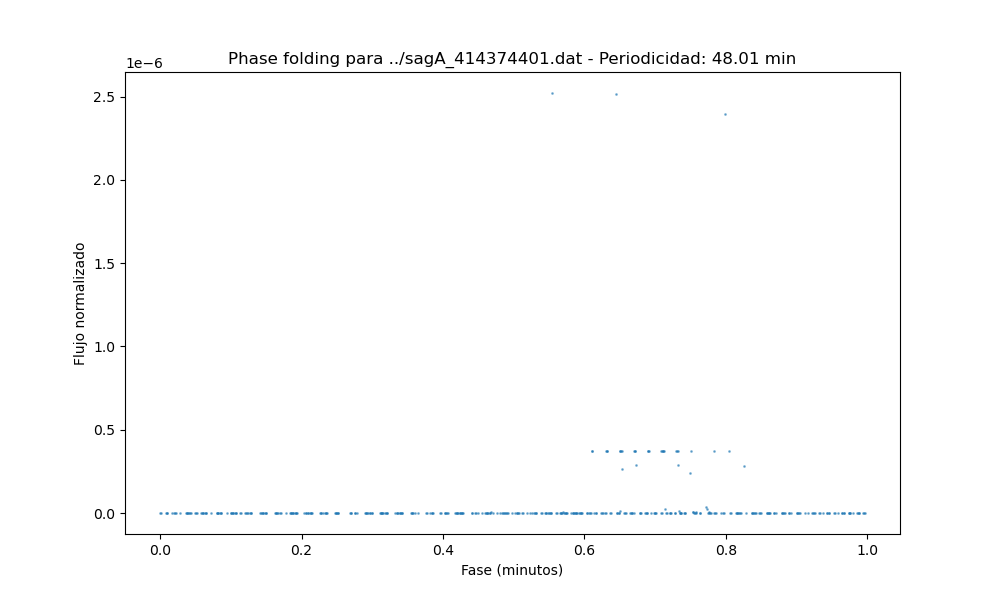 Phase folding para ../sagA_414374401.dat - Periodicidad: 48.01 min
1e−6
2.5
2.0
1.5
1.0
0.5
0.0
Flujo normalizado
0.0 0.2 0.4 0.6 0.8 1.0
Fase (minutos)